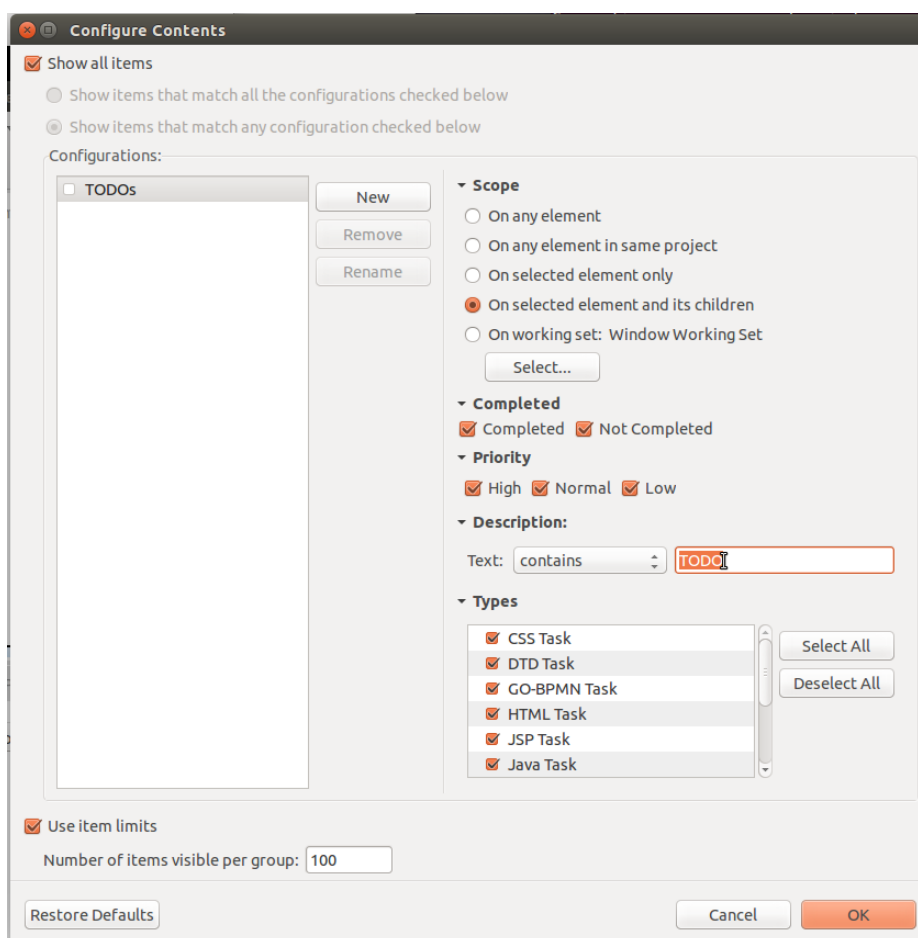 Configure Contents
Show all items
Show items that match all the configurations checked below
Show items that match any configuration checked below
Configurations:
TODOs
New
Remove
Rename
Scope
On any element
On any element in same project
On selected element only
On selected element and its children
On working set: Window Working Set
Select...
Completed
Completed Not Completed
Priority
High Normal Low
Description:
Text: contains TODO
Types
CSS Task
DTD Task
GO-BPMN Task
HTML Task
JSP Task
Java Task
Select All
Deselect All
Use item limits
Number of items visible per group: 100
Restore Defaults Cancel OK